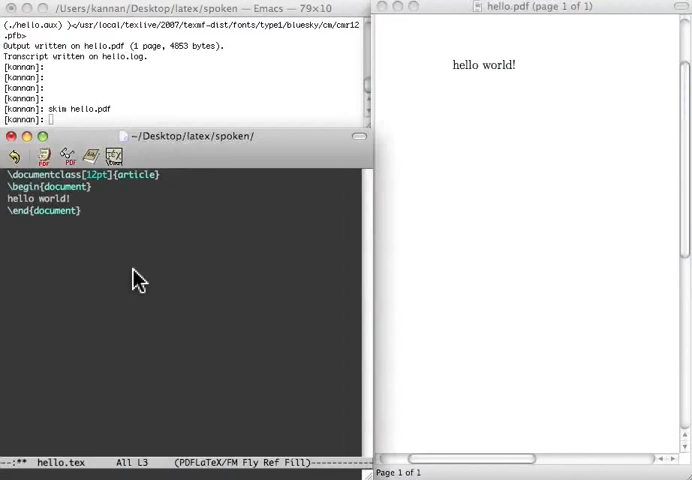 /Users/kannan/Desktop/latex/spoken — Emacs — 79×10
(./hello.aux) )</usr/local/texlive/2007/texmf-dist/fonts/type1/bluesky/cm/cmr12
.pfb>
Output written on hello.pdf (1 page, 4853 bytes).
Transcript written on hello.log.
[kannan]:
[kannan]:
[kannan]:
[kannan]:
[kannan]: skim hello.pdf
[kannan]:
~/Desktop/latex/spoken/
PDF
PDF
\documentclass[12pt]{article}
\begin{document}
hello world!
\end{document}
--:** hello.tex All L3 (PDFLaTeX/FM Fly Ref Fill)-----------
hello.pdf (page 1 of 1)
hello world!
Page 1 of 1